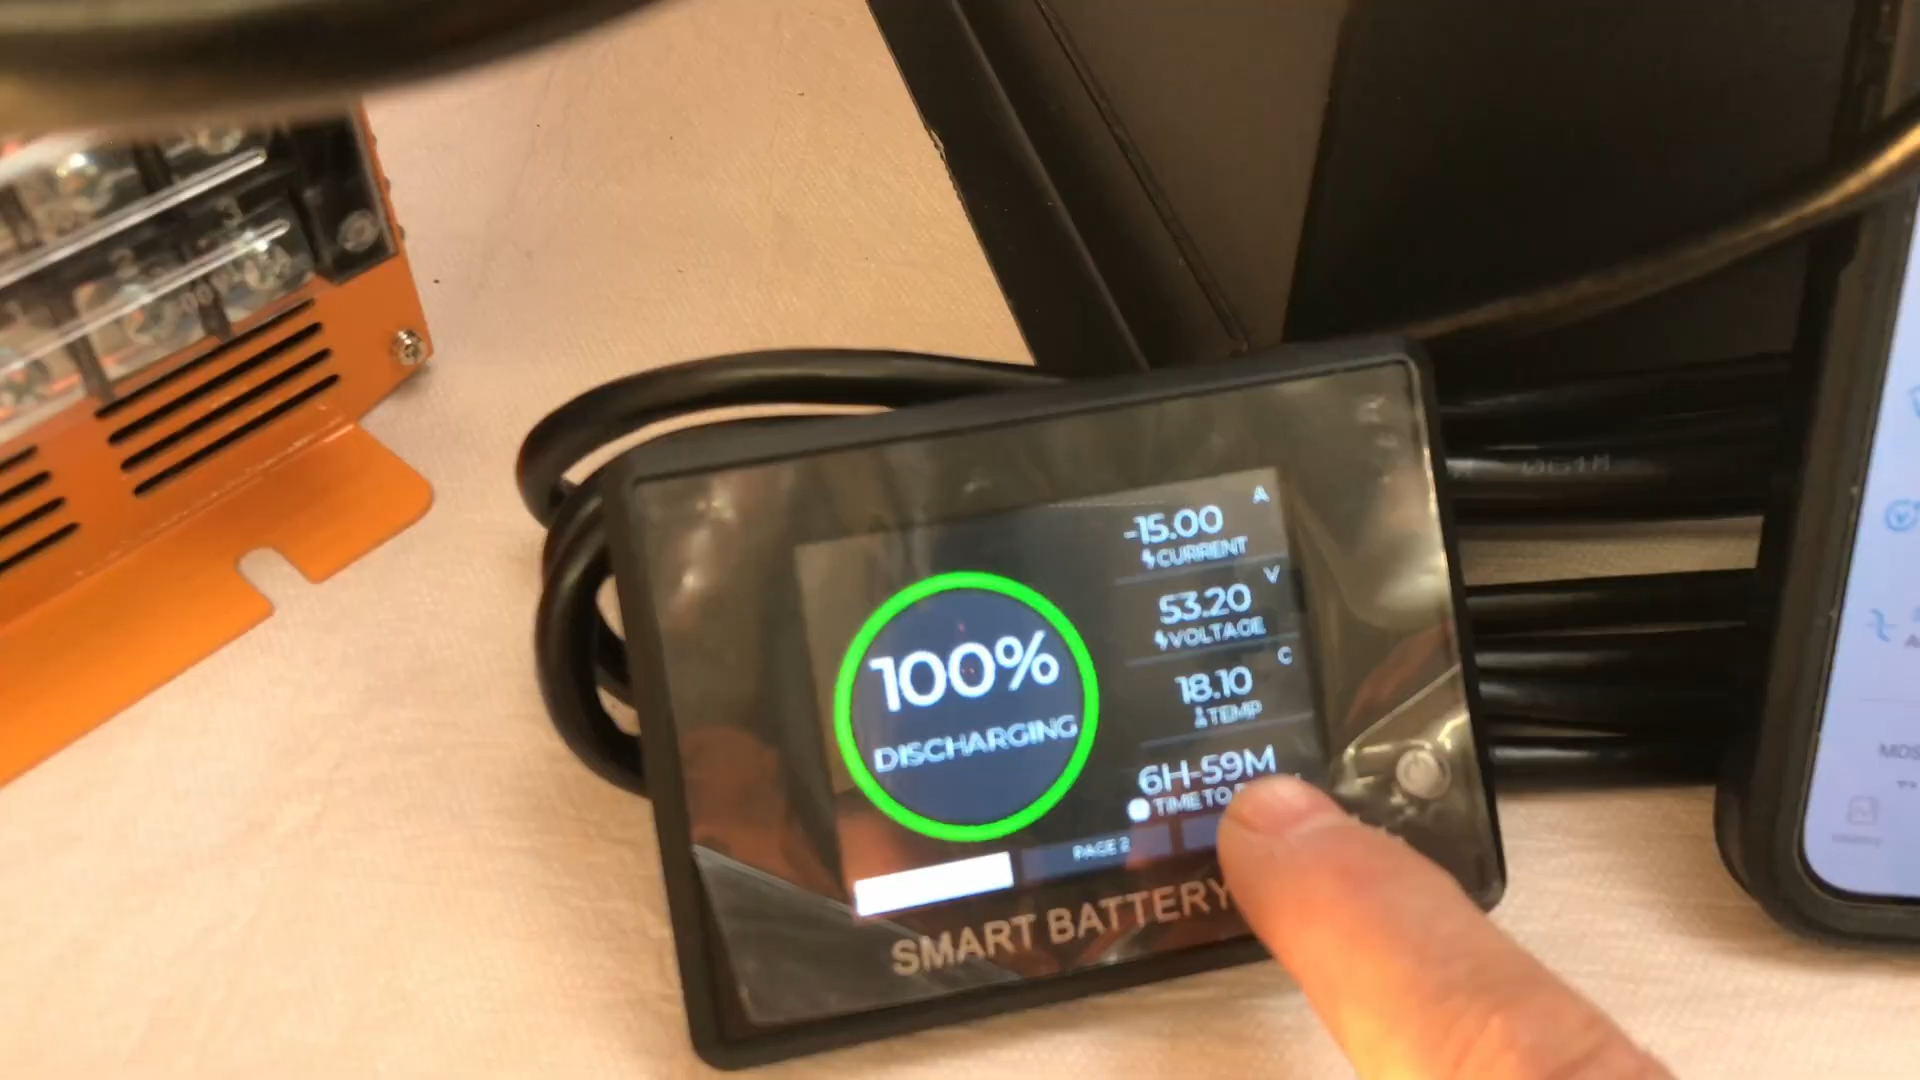 -15.00 A
CURRENT
53.20 V
VOLTAGE
18.10 C
TEMP
100%
DISCHARGING
6H-59M
TIME TO
PAGE 2
SMART BATTERY